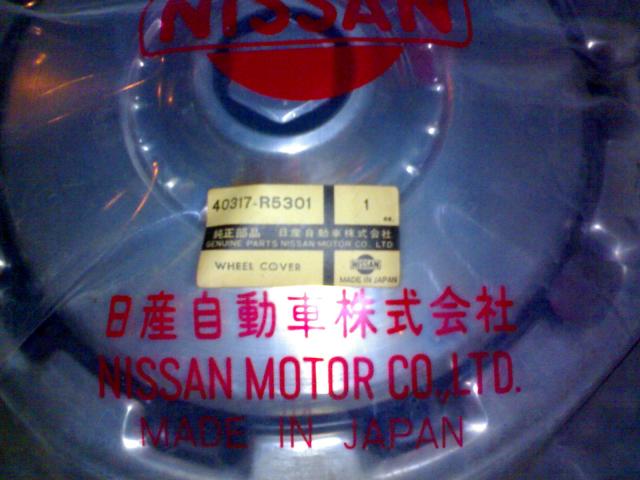 NISSAN
40317-R5301 1
ea.
純正部品 日産自動車株式会社
GENUINE PARTS NISSAN MOTOR CO., LTD
WHEEL COVER NISSAN
MADE IN JAPAN
日産自動車株式会社
NISSAN MOTOR CO., LTD.
MADE IN JAPAN